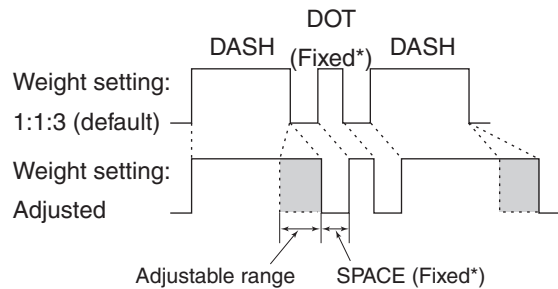 DOT
DASH (Fixed*) DASH
Weight setting:
1:1:3 (default)
Weight setting:
Adjusted
Adjustable range SPACE (Fixed*)